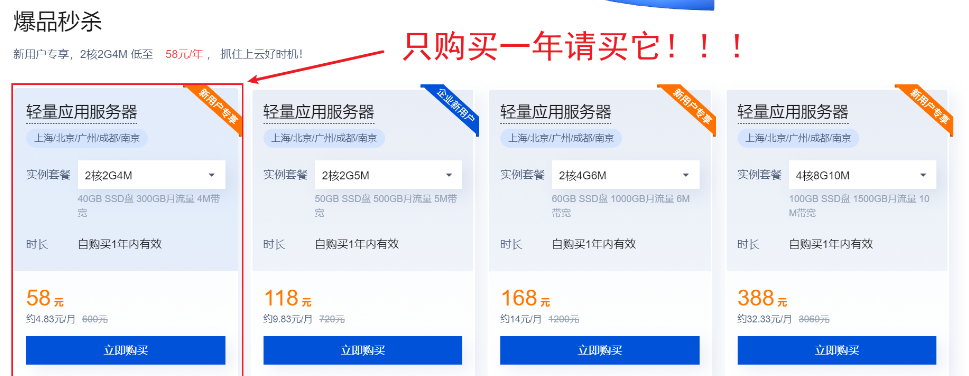 爆品秒杀
新用户专享，2核2G4M 低至 58元/年 ，抓住上云好时机！
只购买一年请买它！！！
轻量应用服务器
新用户专享
上海/北京/广州/成都/南京
实例套餐 2核2G4M
40GB SSD盘 300GB月流量 4M带
宽
时长 自购买1年内有效
58 元
约4.83元/月 600元
立即购买
轻量应用服务器
企业新用户
上海/北京/广州/成都/南京
实例套餐 2核2G5M
50GB SSD盘 500GB月流量 5M带
宽
时长 自购买1年内有效
118 元
约9.83元/月 720元
立即购买
轻量应用服务器
新用户专享
上海/北京/广州/成都/南京
实例套餐 2核4G6M
60GB SSD盘 1000GB月流量 6M
带宽
时长 自购买1年内有效
168 元
约14元/月 1200元
立即购买
轻量应用服务器
新用户专享
上海/北京/广州/成都/南京
实例套餐 4核8G10M
100GB SSD盘 1500GB月流量 10
M带宽
时长 自购买1年内有效
388 元
约32.33元/月 3060元
立即购买